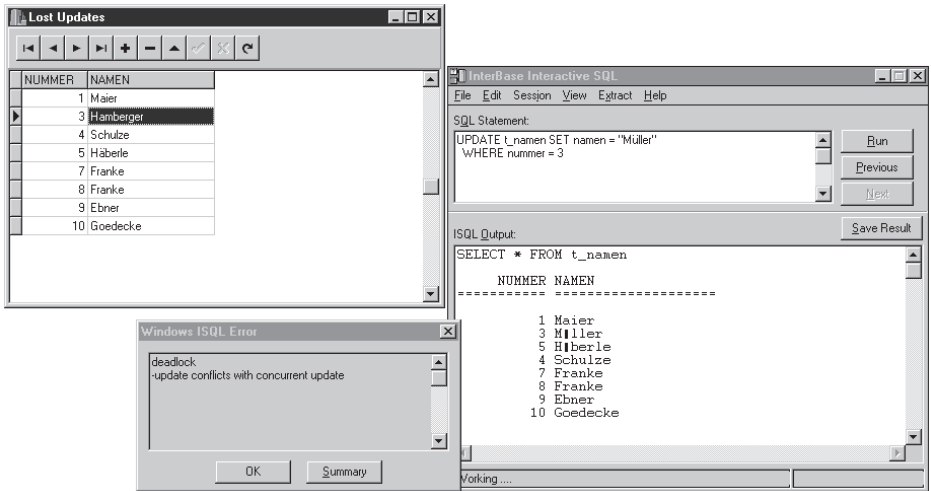 Lost Updates
NUMMER NAMEN
1 Maier
3 Hamberger
4 Schulze
5 Häberle
7 Franke
8 Franke
9 Ebner
10 Goedecke
InterBase Interactive SQL
File Edit Session View Extract Help
SQL Statement:
UPDATE t_namen SET namen = "Müller"
WHERE nummer = 3
Run
Previous
Next
ISQL Output:
Save Result
SELECT * FROM t_namen
NUMMER NAMEN
=========== ====================
1 Maier
3 M▮ller
5 H▮berle
4 Schulze
7 Franke
8 Franke
9 Ebner
10 Goedecke
Working ....
Windows ISQL Error
deadlock
-update conflicts with concurrent update
OK
Summary